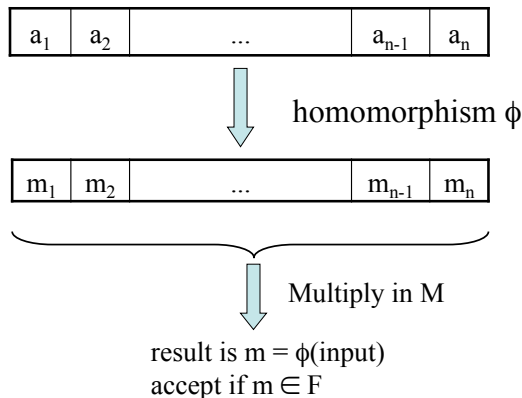 a₁ a₂ ... aₙ₋₁ aₙ
homomorphism ϕ
m₁ m₂ ... mₙ₋₁ mₙ
Multiply in M
result is m = ϕ(input)
accept if m ∈ F